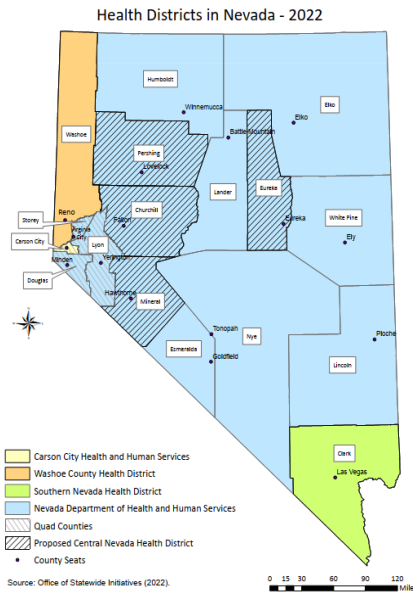 Health Districts in Nevada - 2022
Humboldt
Elko
Washoe
Winnemucca
Elko
Battle Mountain
Pershing
Lovelock
Lander
Eureka
Storey
Reno
Churchill
White Pine
Virginia City
Fallon
Eureka
Carson City
Lyon
Ely
Minden
Yerington
Douglas
Hawthorne
Mineral
Tonopah
Nye
Pioche
Esmeralda
Goldfield
Lincoln
Clark
Las Vegas
Carson City Health and Human Services
Washoe County Health District
Southern Nevada Health District
Nevada Department of Health and Human Services
Quad Counties
Proposed Central Nevada Health District
County Seats
Source: Office of Statewide Initiatives (2022).
0 15 30 60 90 120
Miles